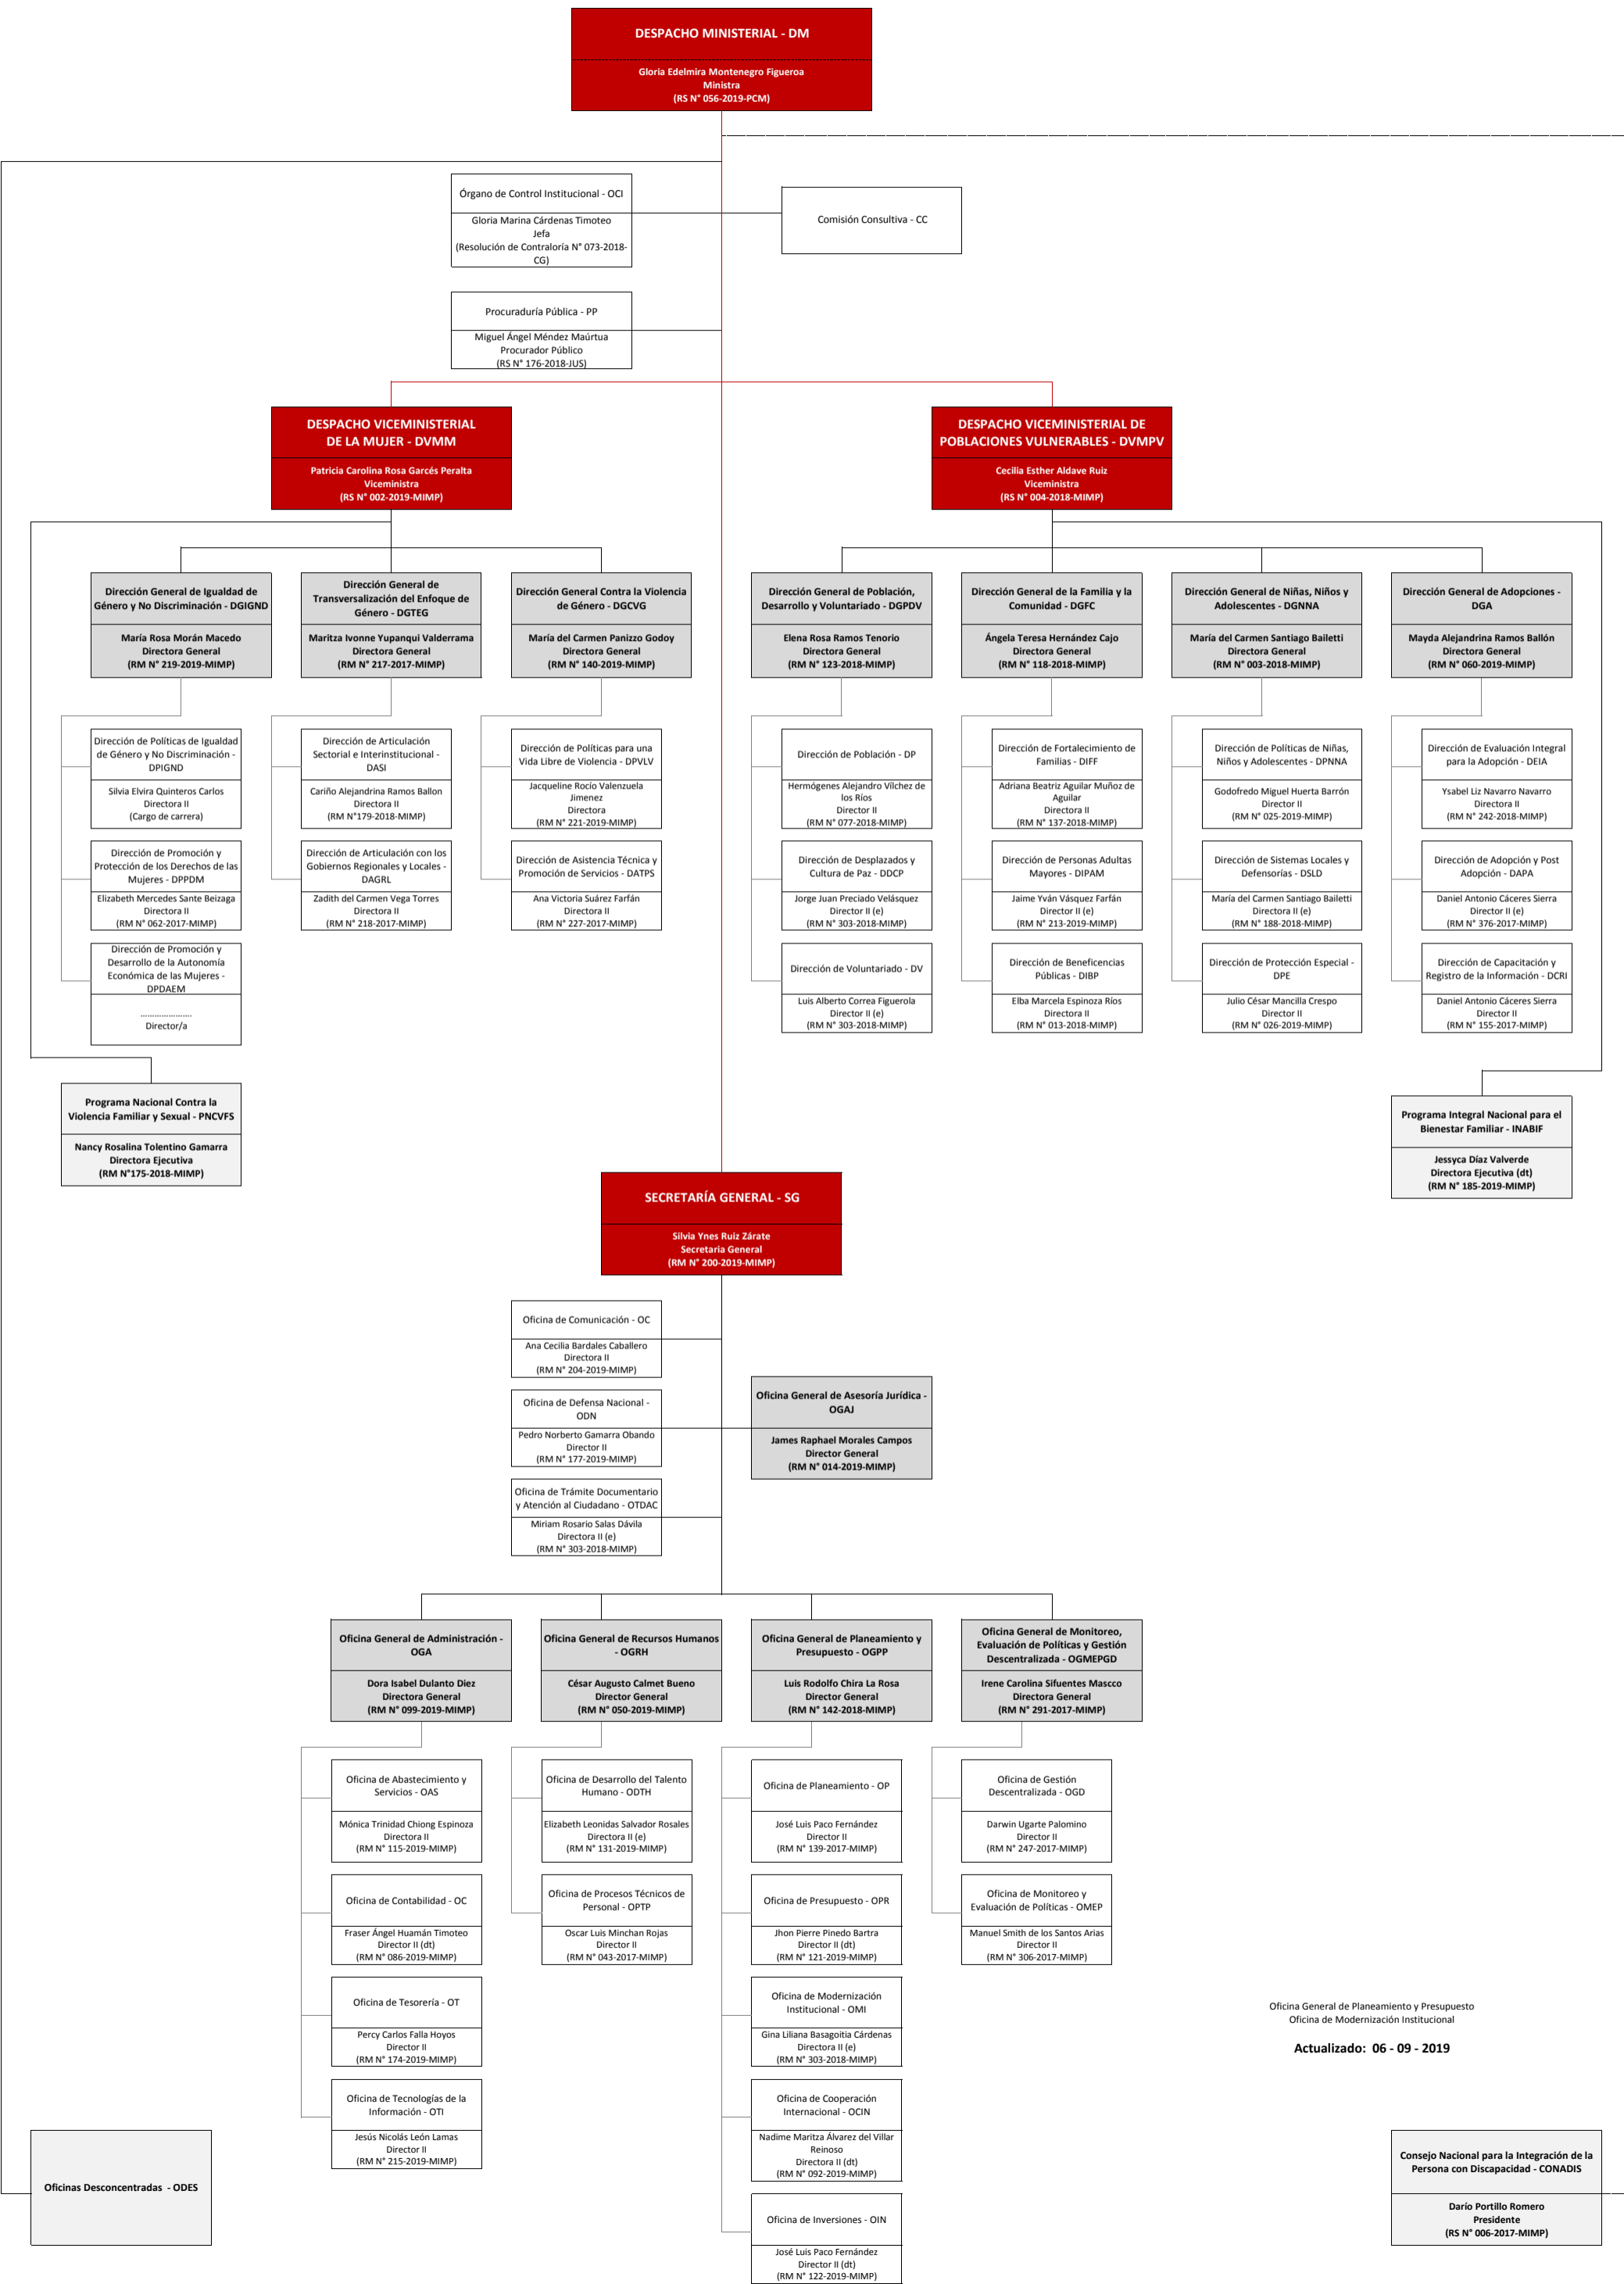 DESPACHO MINISTERIAL - DM
Gloria Edelmira Montenegro Figueroa
Ministra
(RS N° 056-2019-PCM)
Órgano de Control Institucional - OCI
Gloria Marina Cárdenas Timoteo
Jefa
(Resolución de Contraloría N° 073-2018-
CG)
Comisión Consultiva - CC
Procuraduría Pública - PP
Miguel Ángel Méndez Maúrtua
Procurador Público
(RS N° 176-2018-JUS)
DESPACHO VICEMINISTERIAL
DE LA MUJER - DVMM
Patricia Carolina Rosa Garcés Peralta
Viceministra
(RS N° 002-2019-MIMP)
DESPACHO VICEMINISTERIAL DE
POBLACIONES VULNERABLES - DVMPV
Cecilia Esther Aldave Ruiz
Viceministra
(RS N° 004-2018-MIMP)
Dirección General de Igualdad de
Género y No Discriminación - DGIGND
María Rosa Morán Macedo
Directora General
(RM N° 219-2019-MIMP)
Dirección General de
Transversalización del Enfoque de
Género - DGTEG
Maritza Ivonne Yupanqui Valderrama
Directora General
(RM N° 217-2017-MIMP)
Dirección General Contra la Violencia
de Género - DGCVG
María del Carmen Panizzo Godoy
Directora General
(RM N° 140-2019-MIMP)
Dirección General de Población,
Desarrollo y Voluntariado - DGPDV
Elena Rosa Ramos Tenorio
Directora General
(RM N° 123-2018-MIMP)
Dirección General de la Familia y la
Comunidad - DGFC
Ángela Teresa Hernández Cajo
Directora General
(RM N° 118-2018-MIMP)
Dirección General de Niñas, Niños y
Adolescentes - DGNNA
María del Carmen Santiago Bailetti
Directora General
(RM N° 003-2018-MIMP)
Dirección General de Adopciones -
DGA
Mayda Alejandrina Ramos Ballón
Directora General
(RM N° 060-2019-MIMP)
Dirección de Políticas de Igualdad
de Género y No Discriminación -
DPIGND
Silvia Elvira Quinteros Carlos
Directora II
(Cargo de carrera)
Dirección de Articulación
Sectorial e Interinstitucional -
DASI
Cariño Alejandrina Ramos Ballon
Directora II
(RM N°179-2018-MIMP)
Dirección de Políticas para una
Vida Libre de Violencia - DPVLV
Jacqueline Rocío Valenzuela
Jimenez
Directora
(RM N° 221-2019-MIMP)
Dirección de Población - DP
Hermógenes Alejandro Vílchez de
los Ríos
Director II
(RM N° 077-2018-MIMP)
Dirección de Fortalecimiento de
Familias - DIFF
Adriana Beatriz Aguilar Muñoz de
Aguilar
Directora II
(RM N° 137-2018-MIMP)
Dirección de Políticas de Niñas,
Niños y Adolescentes - DPNNA
Godofredo Miguel Huerta Barrón
Director II
(RM N° 025-2019-MIMP)
Dirección de Evaluación Integral
para la Adopción - DEIA
Ysabel Liz Navarro Navarro
Directora II
(RM N° 242-2018-MIMP)
Dirección de Promoción y
Protección de los Derechos de las
Mujeres - DPPDM
Elizabeth Mercedes Sante Beizaga
Directora II
(RM N° 062-2017-MIMP)
Dirección de Articulación con los
Gobiernos Regionales y Locales -
DAGRL
Zadith del Carmen Vega Torres
Directora II
(RM N° 218-2017-MIMP)
Dirección de Asistencia Técnica y
Promoción de Servicios - DATPS
Ana Victoria Suárez Farfán
Directora II
(RM N° 227-2017-MIMP)
Dirección de Desplazados y
Cultura de Paz - DDCP
Jorge Juan Preciado Velásquez
Director II (e)
(RM N° 303-2018-MIMP)
Dirección de Personas Adultas
Mayores - DIPAM
Jaime Yván Vásquez Farfán
Director II (e)
(RM N° 213-2019-MIMP)
Dirección de Sistemas Locales y
Defensorías - DSLD
María del Carmen Santiago Bailetti
Directora II (e)
(RM N° 188-2018-MIMP)
Dirección de Adopción y Post
Adopción - DAPA
Daniel Antonio Cáceres Sierra
Director II (e)
(RM N° 376-2017-MIMP)
Dirección de Promoción y
Desarrollo de la Autonomía
Económica de las Mujeres -
DPDAEM
………………….
Director/a
Dirección de Voluntariado - DV
Luis Alberto Correa Figuerola
Director II (e)
(RM N° 303-2018-MIMP)
Dirección de Beneficencias
Públicas - DIBP
Elba Marcela Espinoza Ríos
Directora II
(RM N° 013-2018-MIMP)
Dirección de Protección Especial -
DPE
Julio César Mancilla Crespo
Director II
(RM N° 026-2019-MIMP)
Dirección de Capacitación y
Registro de la Información - DCRI
Daniel Antonio Cáceres Sierra
Director II
(RM N° 155-2017-MIMP)
Programa Nacional Contra la
Violencia Familiar y Sexual - PNCVFS
Nancy Rosalina Tolentino Gamarra
Directora Ejecutiva
(RM N°175-2018-MIMP)
Programa Integral Nacional para el
Bienestar Familiar - INABIF
Jessyca Díaz Valverde
Directora Ejecutiva (dt)
(RM N° 185-2019-MIMP)
SECRETARÍA GENERAL - SG
Silvia Ynes Ruiz Zárate
Secretaria General
(RM N° 200-2019-MIMP)
Oficina de Comunicación - OC
Ana Cecilia Bardales Caballero
Directora II
(RM N° 204-2019-MIMP)
Oficina de Defensa Nacional -
ODN
Pedro Norberto Gamarra Obando
Director II
(RM N° 177-2019-MIMP)
Oficina General de Asesoría Jurídica -
OGAJ
James Raphael Morales Campos
Director General
(RM N° 014-2019-MIMP)
Oficina de Trámite Documentario
y Atención al Ciudadano - OTDAC
Miriam Rosario Salas Dávila
Directora II (e)
(RM N° 303-2018-MIMP)
Oficina General de Administración -
OGA
Dora Isabel Dulanto Diez
Directora General
(RM N° 099-2019-MIMP)
Oficina General de Recursos Humanos
- OGRH
César Augusto Calmet Bueno
Director General
(RM N° 050-2019-MIMP)
Oficina General de Planeamiento y
Presupuesto - OGPP
Luis Rodolfo Chira La Rosa
Director General
(RM N° 142-2018-MIMP)
Oficina General de Monitoreo,
Evaluación de Políticas y Gestión
Descentralizada - OGMEPGD
Irene Carolina Sifuentes Mascco
Directora General
(RM N° 291-2017-MIMP)
Oficina de Abastecimiento y
Servicios - OAS
Mónica Trinidad Chiong Espinoza
Directora II
(RM N° 115-2019-MIMP)
Oficina de Desarrollo del Talento
Humano - ODTH
Elizabeth Leonidas Salvador Rosales
Directora II (e)
(RM N° 131-2019-MIMP)
Oficina de Planeamiento - OP
José Luis Paco Fernández
Director II
(RM N° 139-2017-MIMP)
Oficina de Gestión
Descentralizada - OGD
Darwin Ugarte Palomino
Director II
(RM N° 247-2017-MIMP)
Oficina de Contabilidad - OC
Fraser Ángel Huamán Timoteo
Director II (dt)
(RM N° 086-2019-MIMP)
Oficina de Procesos Técnicos de
Personal - OPTP
Oscar Luis Minchan Rojas
Director II
(RM N° 043-2017-MIMP)
Oficina de Presupuesto - OPR
Jhon Pierre Pinedo Bartra
Director II (dt)
(RM N° 121-2019-MIMP)
Oficina de Monitoreo y
Evaluación de Políticas - OMEP
Manuel Smith de los Santos Arias
Director II
(RM N° 306-2017-MIMP)
Oficina de Tesorería - OT
Percy Carlos Falla Hoyos
Director II
(RM N° 174-2019-MIMP)
Oficina de Modernización
Institucional - OMI
Gina Liliana Basagoitia Cárdenas
Directora II (e)
(RM N° 303-2018-MIMP)
Oficina General de Planeamiento y Presupuesto
Oficina de Modernización Institucional
Actualizado: 06 - 09 - 2019
Oficina de Tecnologías de la
Información - OTI
Jesús Nicolás León Lamas
Director II
(RM N° 215-2019-MIMP)
Oficina de Cooperación
Internacional - OCIN
Nadime Maritza Álvarez del Villar
Reinoso
Directora II (dt)
(RM N° 092-2019-MIMP)
Oficinas Desconcentradas - ODES
Consejo Nacional para la Integración de la
Persona con Discapacidad - CONADIS
Darío Portillo Romero
Presidente
(RS N° 006-2017-MIMP)
Oficina de Inversiones - OIN
José Luis Paco Fernández
Director II (dt)
(RM N° 122-2019-MIMP)